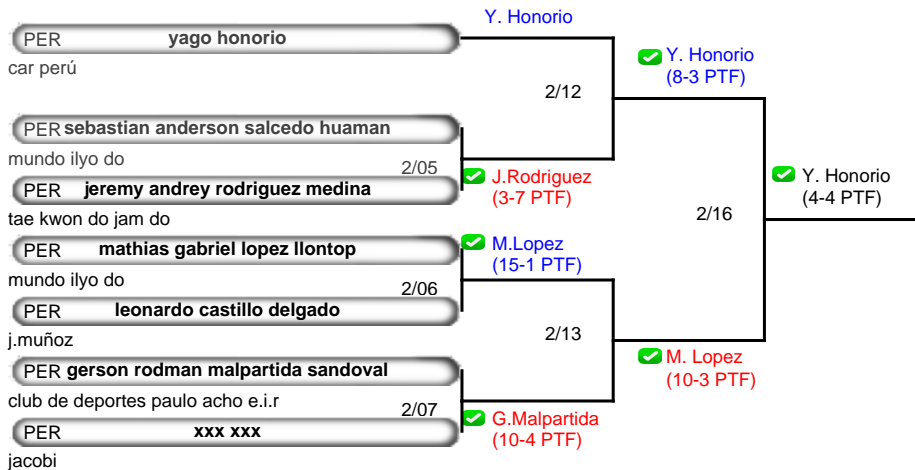 Y. Honorio
PER yago honorio
car perú
Y. Honorio
(8-3 PTF)
2/12
PER sebastian anderson salcedo huaman
mundo ilyo do
2/05
J.Rodriguez
(3-7 PTF)
PER jeremy andrey rodriguez medina
tae kwon do jam do
Y. Honorio
(4-4 PTF)
2/16
PER mathias gabriel lopez llontop
mundo ilyo do
M.Lopez
(15-1 PTF)
2/06
PER leonardo castillo delgado
j.muñoz
2/13
M. Lopez
(10-3 PTF)
PER gerson rodman malpartida sandoval
club de deportes paulo acho e.i.r
2/07
G.Malpartida
(10-4 PTF)
PER xxx xxx
jacobi